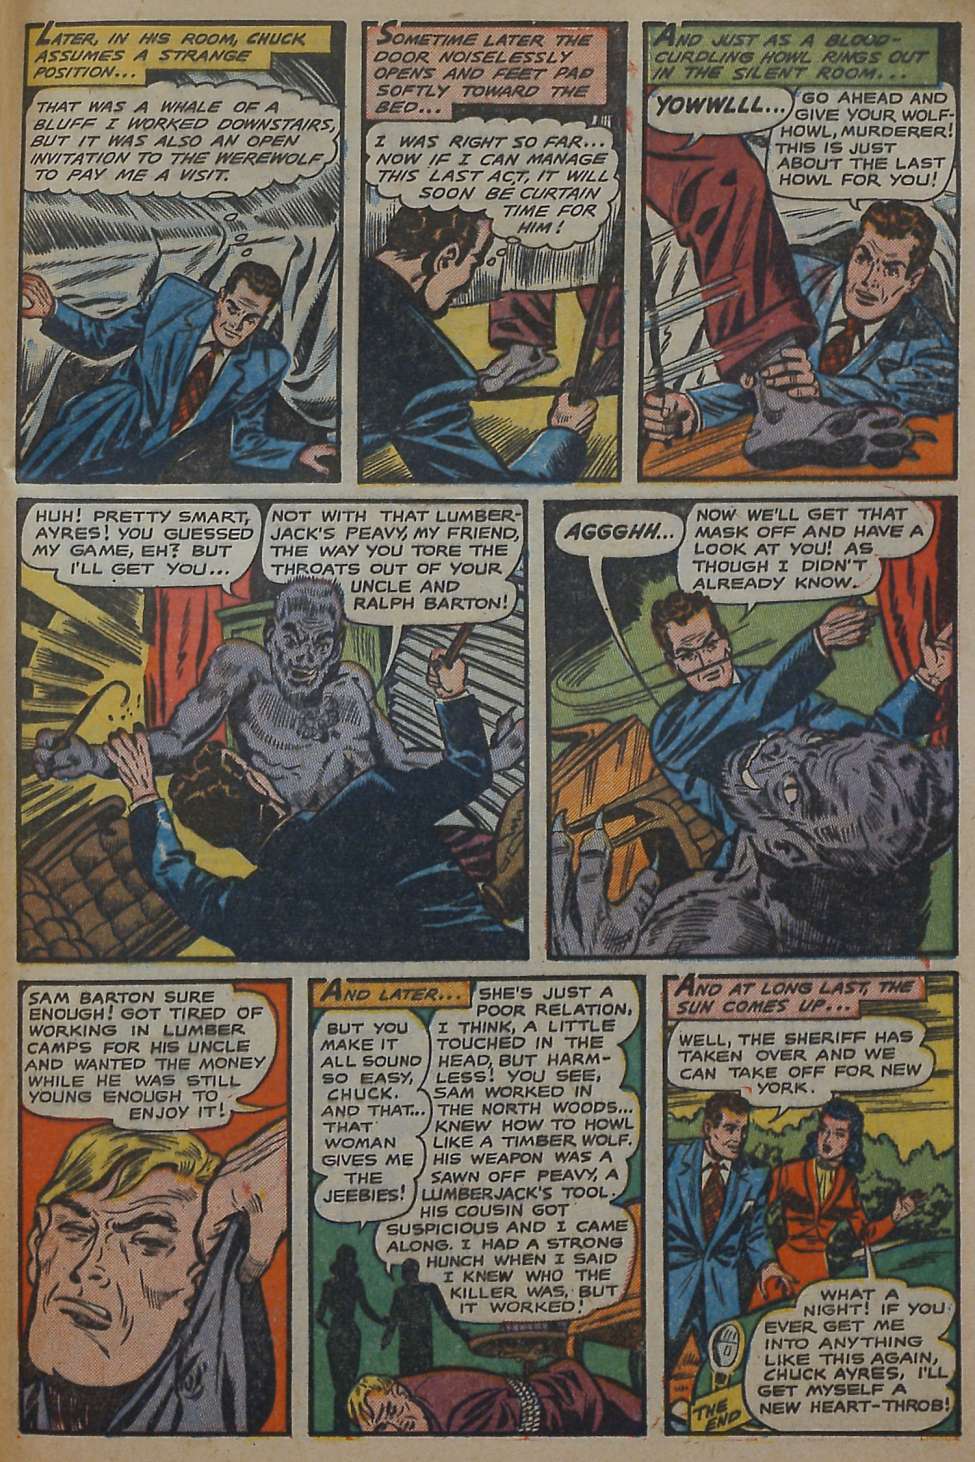 LATER, IN HIS ROOM, CHUCK
ASSUMES A STRANGE
POSITION...
THAT WAS A WHALE OF A
BLUFF I WORKED DOWNSTAIRS,
BUT IT WAS ALSO AN OPEN
INVITATION TO THE WEREWOLF,
TO PAY ME A VISIT.
SOMETIME LATER THE
DOOR NOISELESSLY
OPENS AND FEET PAD
SOFTLY TOWARD THE
BED...
I WAS RIGHT SO FAR...
NOW IF I CAN MANAGE
THIS LAST ACT, IT WILL
SOON BE CURTAIN
TIME FOR
HIM!
AND JUST AS A BLOOD-
CURDLING HOWL RINGS OUT
IN THE SILENT ROOM...
YOWWLLL...
GO AHEAD AND
GIVE YOUR WOLF-
HOWL, MURDERER!
THIS IS JUST
ABOUT THE LAST
HOWL FOR YOU!
HUH! PRETTY SMART,
AYRES! YOU GUESSED
MY GAME, EH? BUT
I'LL GET YOU...
NOT WITH THAT LUMBER-
JACK'S PEAVY, MY FRIEND,
THE WAY YOU TORE THE
THROATS OUT OF YOUR
UNCLE AND
RALPH BARTON!
AGGGHH...
NOW WE'LL GET THAT
MASK OFF AND HAVE A
LOOK AT YOU! AS
THOUGH I DIDN'T
ALREADY KNOW.
SAM BARTON SURE
ENOUGH! GOT TIRED OF
WORKING IN LUMBER
CAMPS FOR HIS UNCLE
AND WANTED THE MONEY
WHILE HE WAS STILL
YOUNG ENOUGH TO
ENJOY IT!
AND LATER...
BUT YOU
MAKE IT
ALL SOUND
SO EASY,
CHUCK.
AND THAT...
THAT
WOMAN
GIVES ME
THE
JEEBIES!
SHE'S JUST A
POOR RELATION,
I THINK, A LITTLE
TOUCHED IN THE
HEAD, BUT HARM-
LESS! YOU SEE,
SAM WORKED IN
THE NORTH WOODS...
KNEW HOW TO HOWL
LIKE A TIMBER WOLF.
HIS WEAPON WAS A
SAWN OFF PEAVY, A
LUMBERJACK'S TOOL.
HIS COUSIN GOT
SUSPICIOUS AND I CAME
ALONG. I HAD A STRONG
HUNCH WHEN I SAID
I KNEW WHO THE
KILLER WAS, BUT
IT WORKED!
AND AT LONG LAST, THE
SUN COMES UP...
WELL, THE SHERIFF HAS
TAKEN OVER AND WE
CAN TAKE OFF FOR NEW
YORK.
WHAT A
NIGHT! IF YOU
EVER GET ME
INTO ANYTHING
LIKE THIS AGAIN,
CHUCK AYRES, I'LL
GET MYSELF A
NEW HEART-THROB!
THE
END